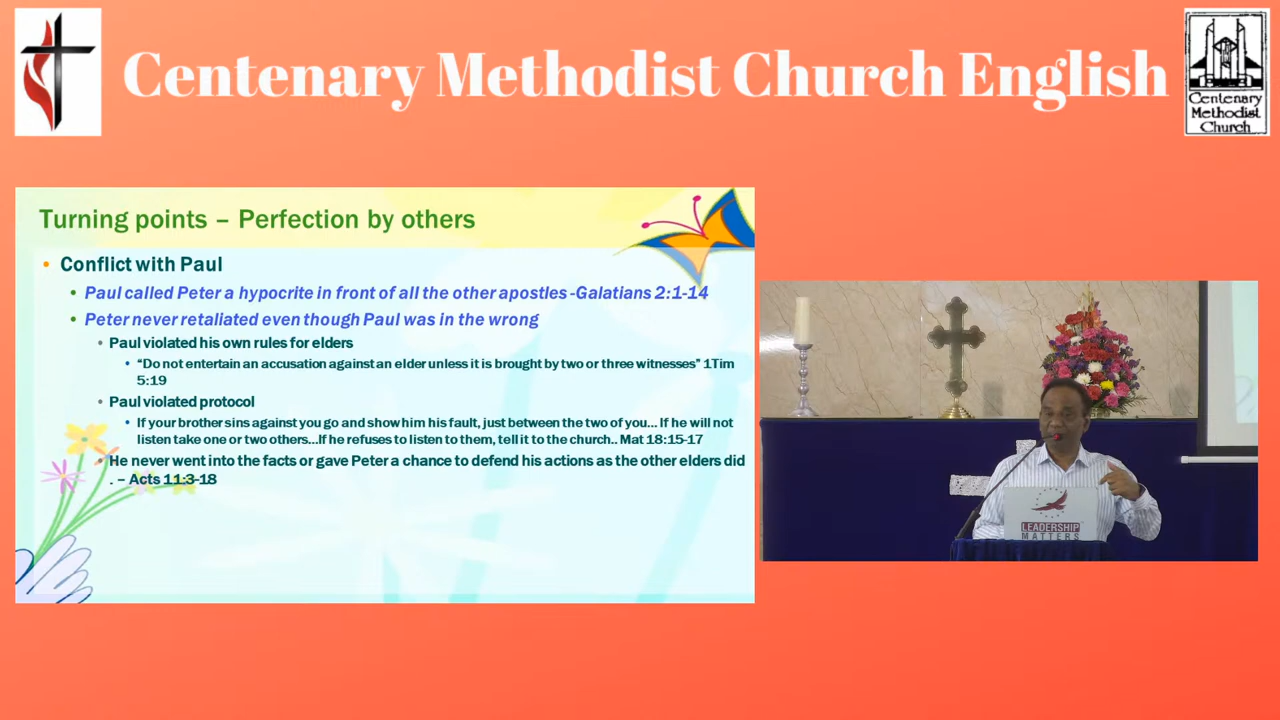 Centenary Methodist Church English
Centenary
Methodist
Church
Turning points – Perfection by others
• Conflict with Paul
• Paul called Peter a hypocrite in front of all the other apostles -Galatians 2:1-14
• Peter never retaliated even though Paul was in the wrong
• Paul violated his own rules for elders
• “Do not entertain an accusation against an elder unless it is brought by two or three witnesses” 1Tim
5:19
• Paul violated protocol
• If your brother sins against you go and show him his fault, just between the two of you... If he will not
listen take one or two others...If he refuses to listen to them, tell it to the church.. Mat 18:15-17
• He never went into the facts or gave Peter a chance to defend his actions as the other elders did
. – Acts 11:3-18
LEADERSHIP
MATTERS